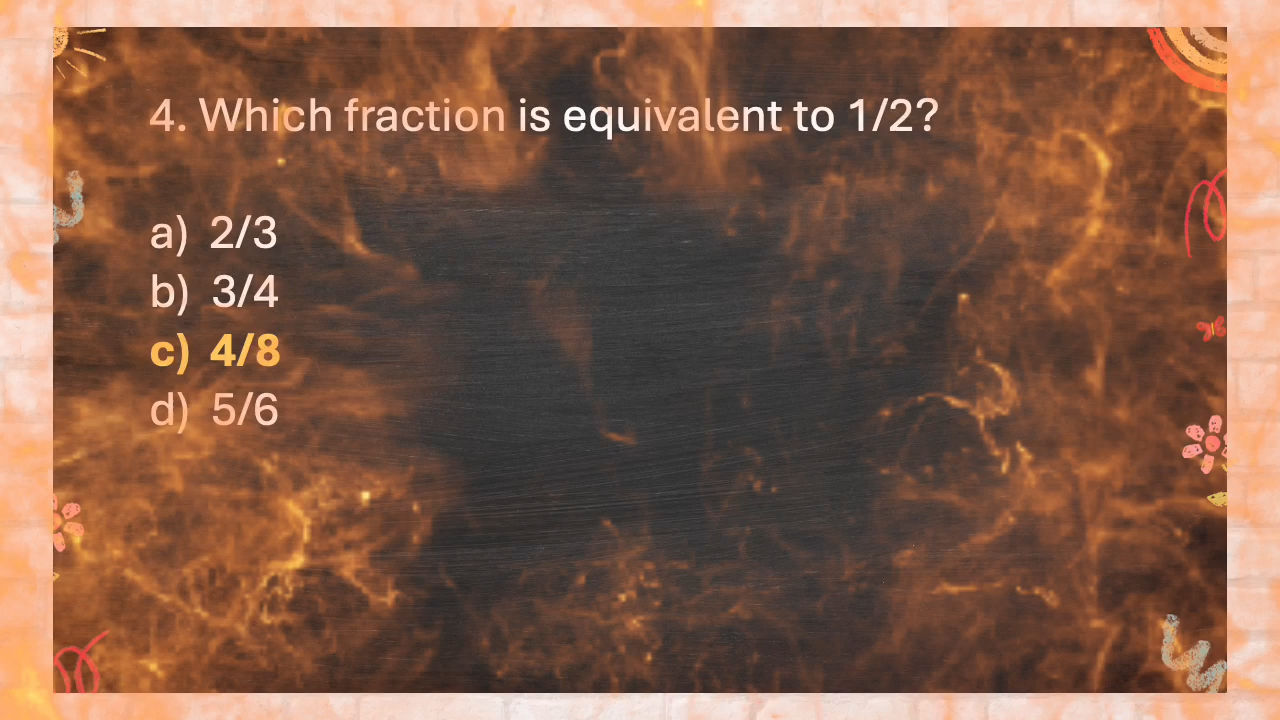 4. Which fraction is equivalent to 1/2?
a) 2/3
b) 3/4
c) 4/8
d) 5/6